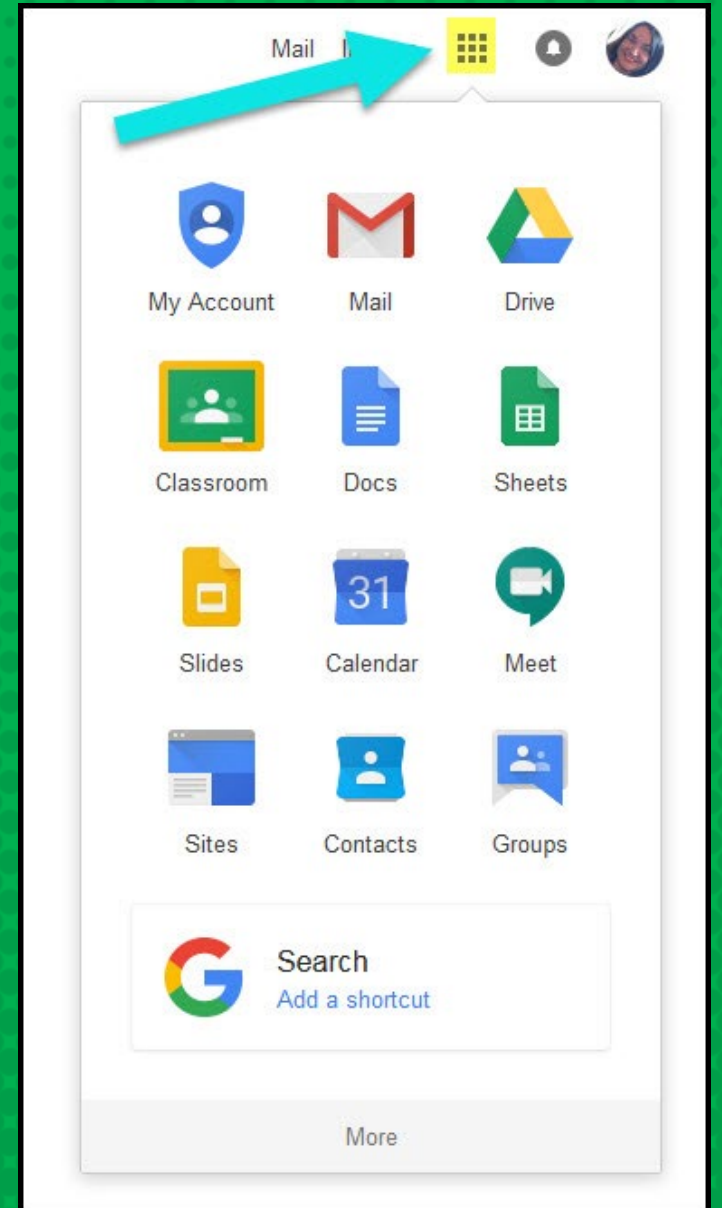 Mail
My Account Mail Drive
Classroom Docs Sheets
31
Slides Calendar Meet
Sites Contacts Groups
Search
Add a shortcut
More